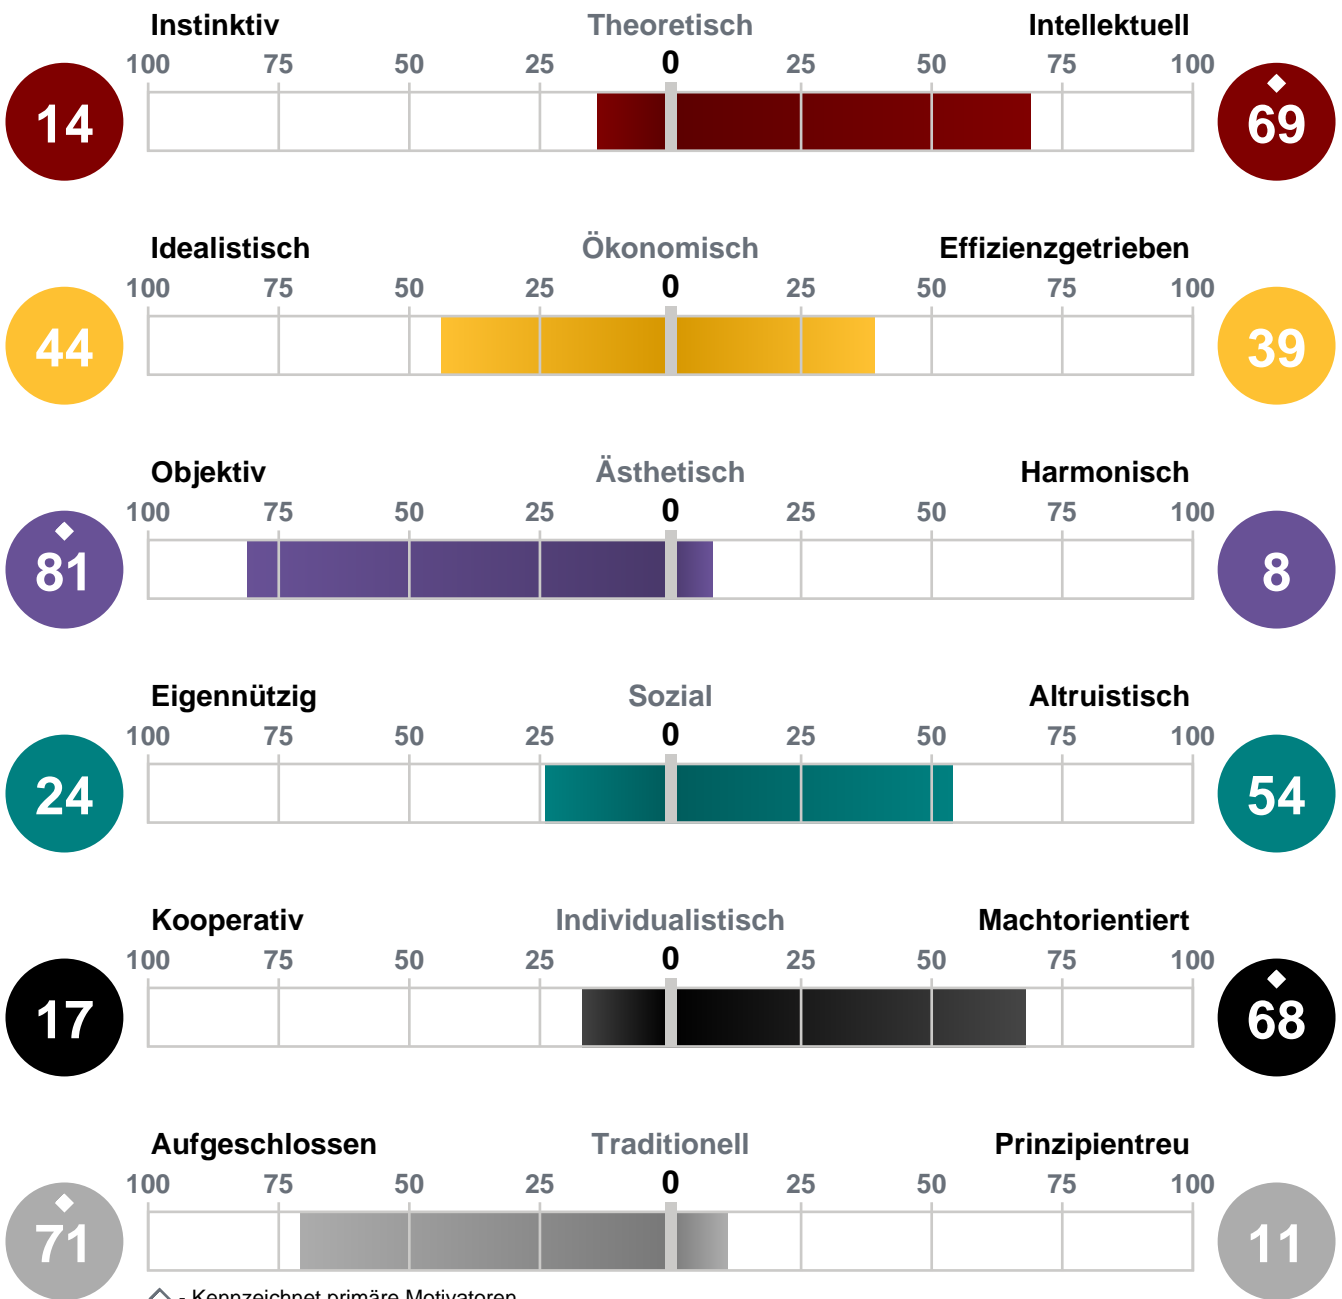 Instinktiv Theoretisch Intellektuell
100 75 50 25 0 25 50 75 100
14 69
Idealistisch Ökonomisch Effizienzgetrieben
100 75 50 25 0 25 50 75 100
44 39
Objektiv Ästhetisch Harmonisch
100 75 50 25 0 25 50 75 100
81 8
Eigennützig Sozial Altruistisch
100 75 50 25 0 25 50 75 100
24 54
Kooperativ Individualistisch Machtorientiert
100 75 50 25 0 25 50 75 100
17 68
Aufgeschlossen Traditionell Prinzipientreu
100 75 50 25 0 25 50 75 100
71 11
- Kennzeichnet primäre Motivatoren